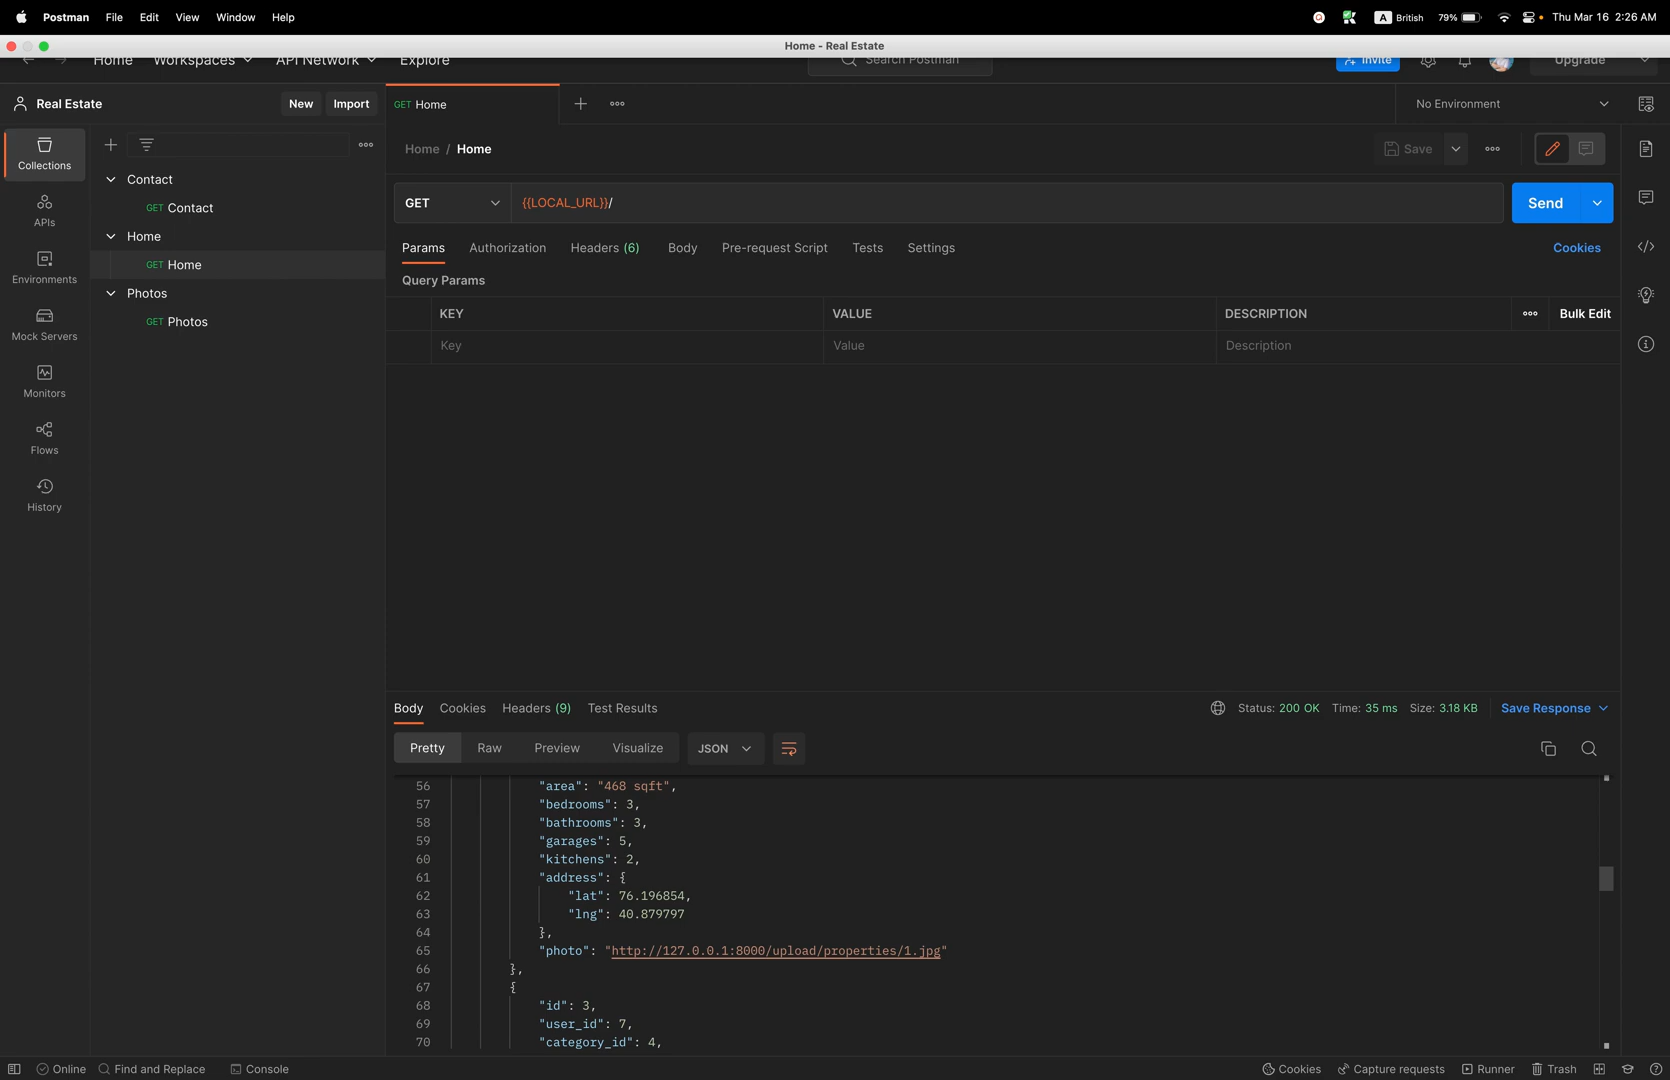 Postman File Edit View Window Help
A British 79% Thu Mar 16 2:26 AM
Home - Real Estate
Home Workspaces API Network Explore
Search Postman
Invite
Upgrade
Real Estate
New Import
GET Home
No Environment
Collections
APIs
Environments
Mock Servers
Monitors
Flows
History
Contact
GET Contact
Home
GET Home
Photos
GET Photos
Home / Home
Save
GET {{LOCAL_URL}}/
Send
Params Authorization Headers (6) Body Pre-request Script Tests Settings
Cookies
Query Params
KEY VALUE DESCRIPTION
Bulk Edit
Key Value Description
Body Cookies Headers (9) Test Results
Status: 200 OK Time: 35 ms Size: 3.18 KB Save Response
Pretty Raw Preview Visualize JSON
56 "area": "468 sqft",
57 "bedrooms": 3,
58 "bathrooms": 3,
59 "garages": 5,
60 "kitchens": 2,
61 "address": {
62 "lat": 76.196854,
63 "lng": 40.879797
64 },
65 "photo": "http://127.0.0.1:8000/upload/properties/1.jpg"
66 },
67 {
68 "id": 3,
69 "user_id": 7,
70 "category_id": 4,
Online Find and Replace Console
Cookies Capture requests Runner Trash